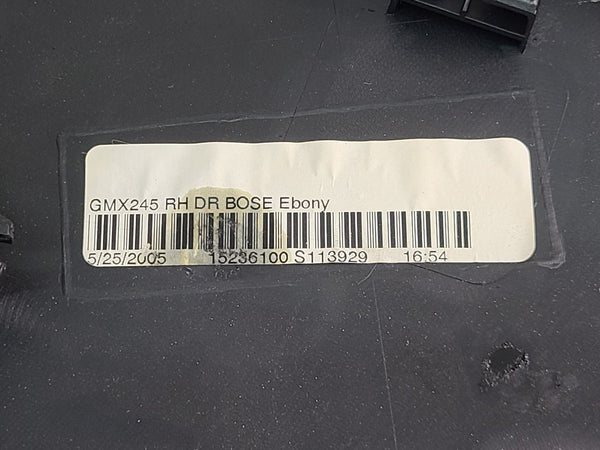 GMX245 RH DR BOSE Ebony
5/25/2005 15236100 S113929 16:54